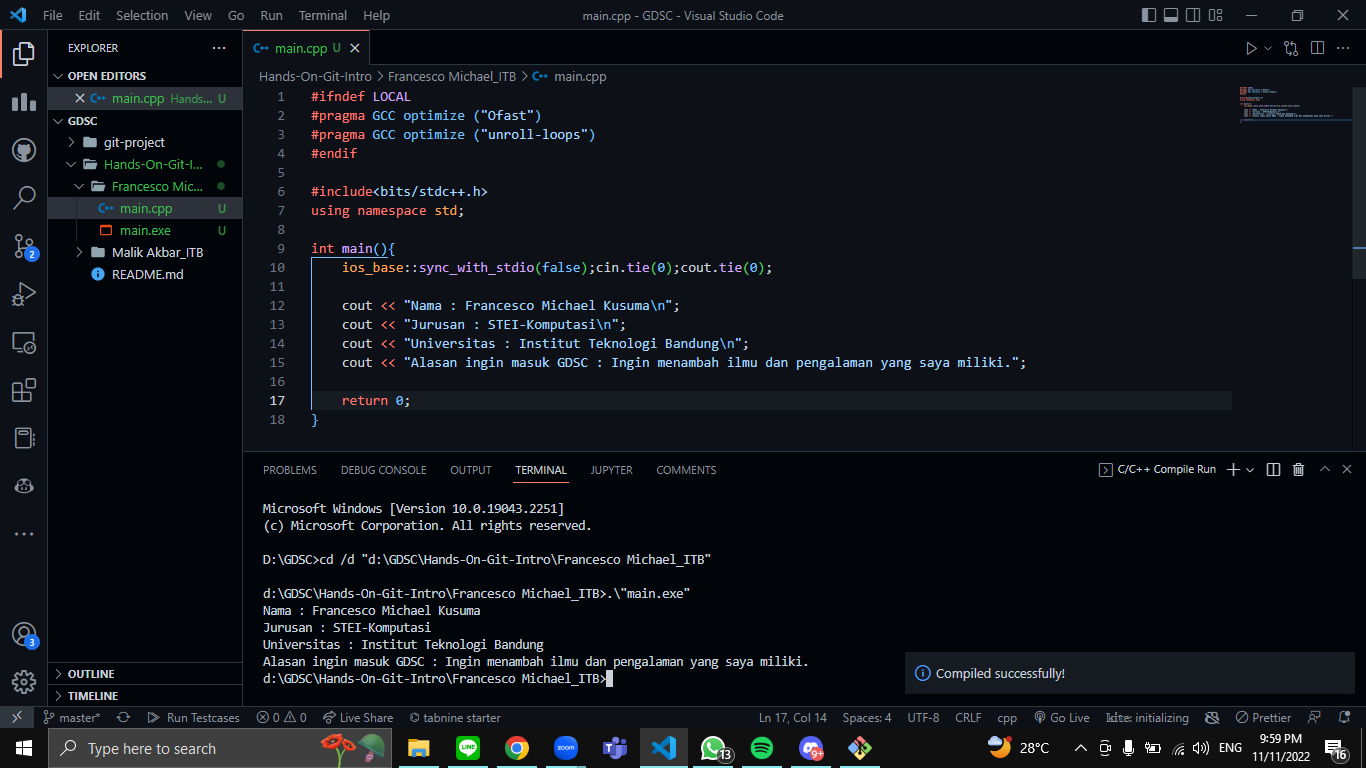 File Edit Selection View Go Run Terminal Help main.cpp - GDSC - Visual Studio Code
EXPLORER
OPEN EDITORS
main.cpp Hands... U
GDSC
git-project
Hands-On-Git-I...
Francesco Mic...
main.cpp U
main.exe U
Malik Akbar_ITB
README.md
OUTLINE
TIMELINE
2
3
main.cpp U
Hands-On-Git-Intro > Francesco Michael_ITB > main.cpp
1 #ifndef LOCAL
2 #pragma GCC optimize ("Ofast")
3 #pragma GCC optimize ("unroll-loops")
4 #endif
5
6 #include<bits/stdc++.h>
7 using namespace std;
8
9 int main(){
10 ios_base::sync_with_stdio(false);cin.tie(0);cout.tie(0);
11
12 cout << "Nama : Francesco Michael Kusuma\n";
13 cout << "Jurusan : STEI-Komputasi\n";
14 cout << "Universitas : Institut Teknologi Bandung\n";
15 cout << "Alasan ingin masuk GDSC : Ingin menambah ilmu dan pengalaman yang saya miliki.";
16
17 return 0;
18 }
PROBLEMS DEBUG CONSOLE OUTPUT TERMINAL JUPYTER COMMENTS C/C++ Compile Run
Microsoft Windows [Version 10.0.19043.2251]
(c) Microsoft Corporation. All rights reserved.
D:\GDSC>cd /d "d:\GDSC\Hands-On-Git-Intro\Francesco Michael_ITB"
d:\GDSC\Hands-On-Git-Intro\Francesco Michael_ITB>.\"main.exe"
Nama : Francesco Michael Kusuma
Jurusan : STEI-Komputasi
Universitas : Institut Teknologi Bandung
Alasan ingin masuk GDSC : Ingin menambah ilmu dan pengalaman yang saya miliki.
d:\GDSC\Hands-On-Git-Intro\Francesco Michael_ITB>
Compiled successfully!
master* Run Testcases 0 0 Live Share tabnine starter Ln 17, Col 14 Spaces: 4 UTF-8 CRLF cpp Go Live kite: initializing Prettier
Type here to search LINE zoom 13 9+ 28°C ENG 9:59 PM
11/11/2022 16